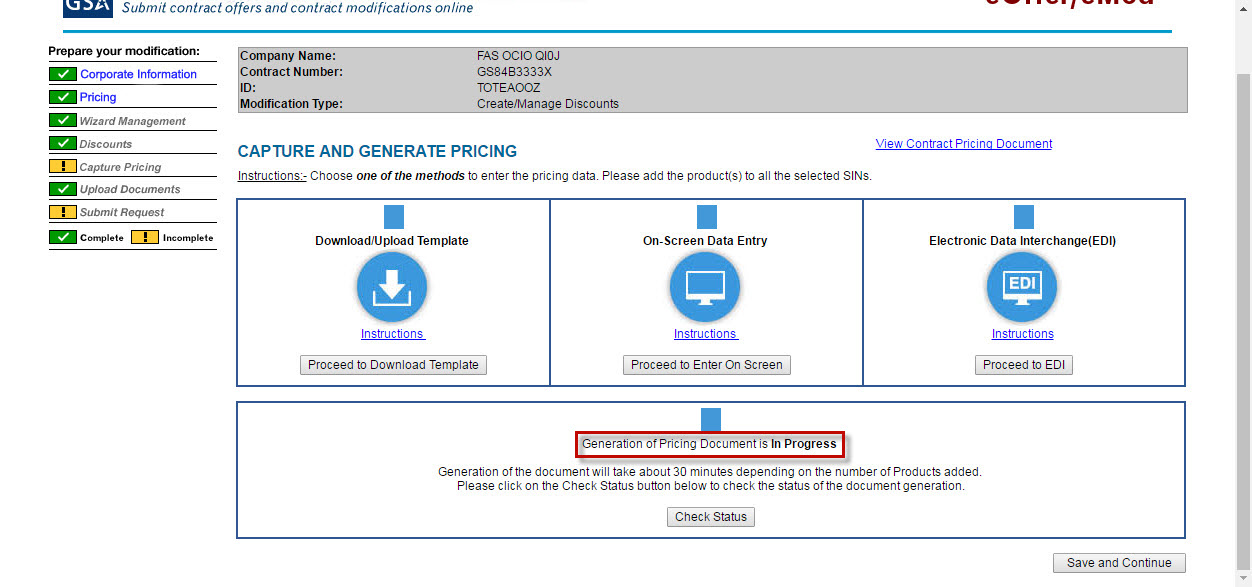 GSA Submit contract offers and contract modifications online
eOffer/eMod
Prepare your modification:
Corporate Information
Pricing
Wizard Management
Discounts
Capture Pricing
Upload Documents
Submit Request
Complete ! Incomplete
Company Name: FAS OCIO QI0J
Contract Number: GS84B3333X
ID: TOTEAOOZ
Modification Type: Create/Manage Discounts
CAPTURE AND GENERATE PRICING
View Contract Pricing Document
Instructions:- Choose one of the methods to enter the pricing data. Please add the product(s) to all the selected SINs.
Download/Upload Template
Instructions
Proceed to Download Template
On-Screen Data Entry
Instructions
Proceed to Enter On Screen
Electronic Data Interchange(EDI)
EDI
Instructions
Proceed to EDI
Generation of Pricing Document is In Progress
Generation of the document will take about 30 minutes depending on the number of Products added.
Please click on the Check Status button below to check the status of the document generation.
Check Status
Save and Continue